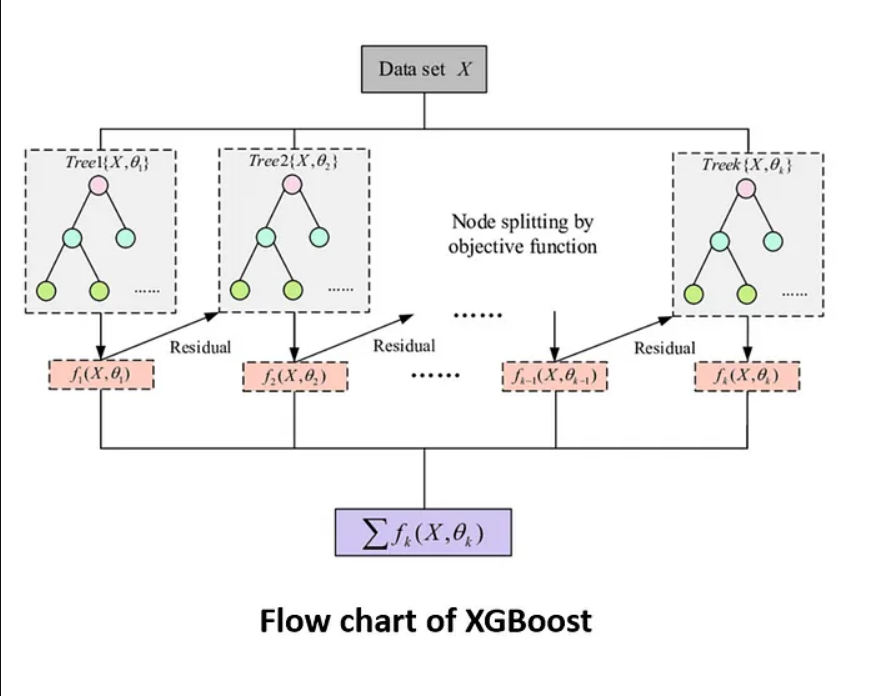 Data set X
Tree1{X,θ₁}
Tree2{X,θ₂}
Treek{X,θₖ}
Node splitting by
objective function
......
......
......
......
Residual
Residual
Residual
f₁(X,θ₁)
f₂(X,θ₂)
......
fₖ₋₁(X,θₖ₋₁)
fₖ(X,θₖ)
∑fₖ(X,θₖ)
Flow chart of XGBoost